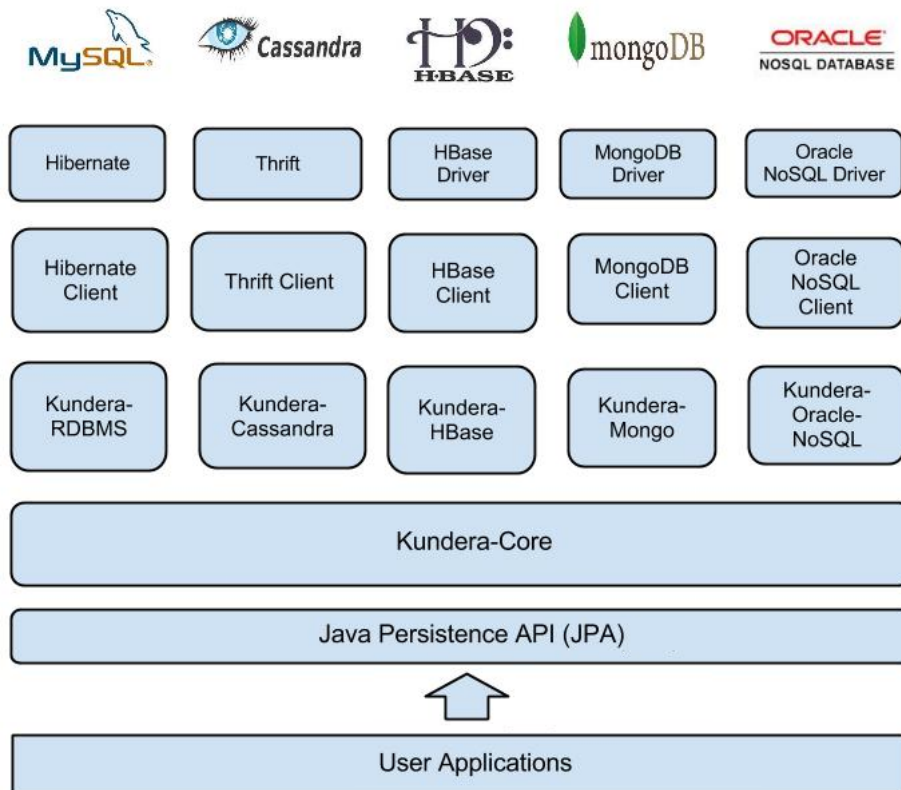 MySQL®
Cassandra
HBASE
mongoDB
ORACLE®
NOSQL DATABASE
Hibernate
Thrift
HBase
Driver
MongoDB
Driver
Oracle
NoSQL Driver
Hibernate
Client
Thrift Client
HBase
Client
MongoDB
Client
Oracle
NoSQL
Client
Kundera-
RDBMS
Kundera-
Cassandra
Kundera-
HBase
Kundera-
Mongo
Kundera-
Oracle-
NoSQL
Kundera-Core
Java Persistence API (JPA)
User Applications